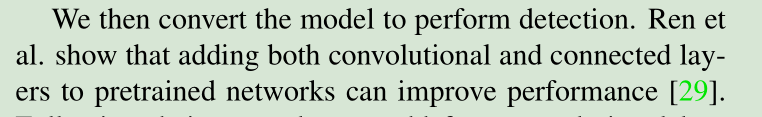 We then convert the model to perform detection. Ren et
al. show that adding both convolutional and connected lay-
ers to pretrained networks can improve performance [29].